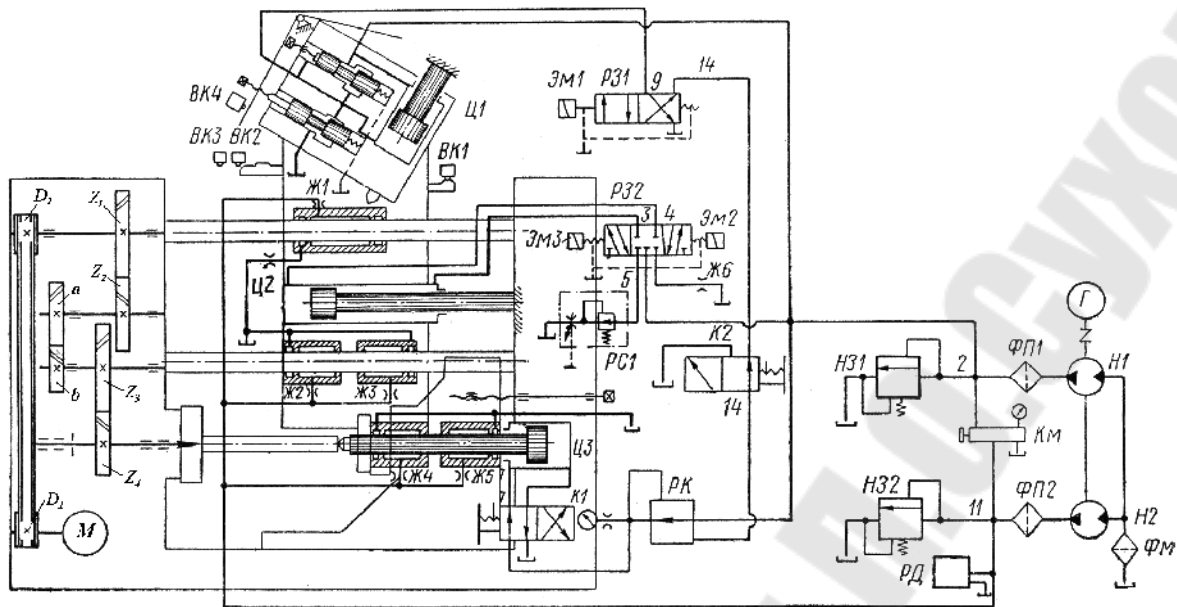 ЭМ1
РЗ1
9
14
ВК4
ВК3 ВК2
Ц1
ВК1
D₁
Z₁
Ж1
РЗ2
3
4
ЭМ3
ЭМ2
a
Z₂
Ц2
5
Ж6
Г
b
Z₃
Ж2
Ж3
РС1
К2
14
НЗ1
2
ФП1
Н1
Км
Z₄
Ж4
Ж5
Ц3
К1
РК
НЗ2
11
ФП2
Н2
D₂
М
РД
Фм